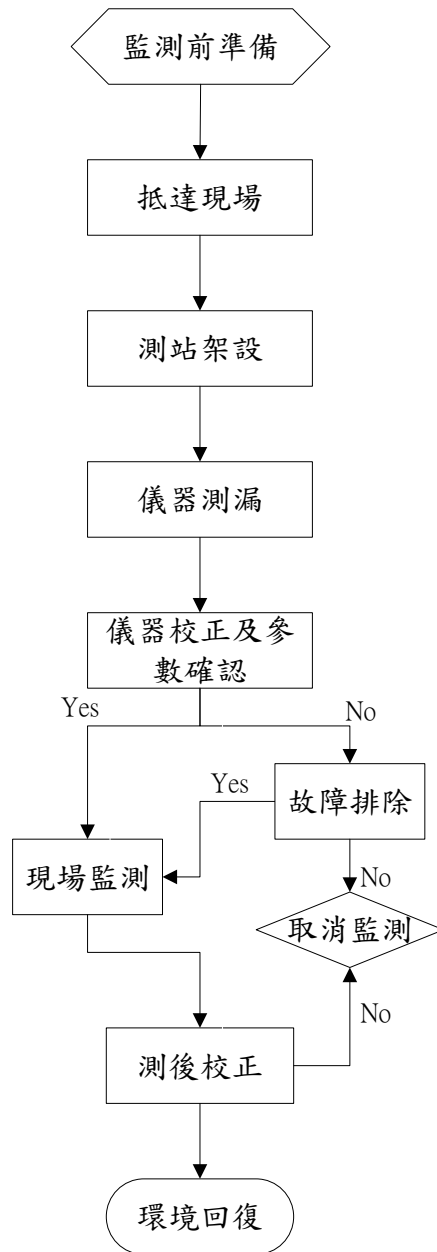 監測前準備
抵達現場
測站架設
儀器測漏
儀器校正及參
數確認
Yes
No
Yes
故障排除
現場監測
No
取消監測
No
測後校正
環境回復